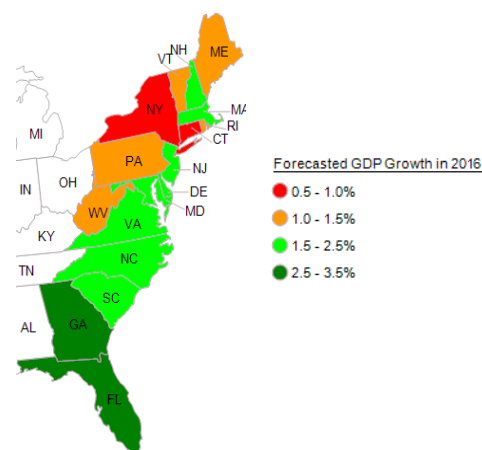 NH
VT
ME
NY
MA
RI
CT
MI
PA
NJ
OH
IN
DE
MD
WV
VA
KY
NC
TN
SC
AL
GA
FL
Forecasted GDP Growth in 2016
0.5 - 1.0%
1.0 - 1.5%
1.5 - 2.5%
2.5 - 3.5%